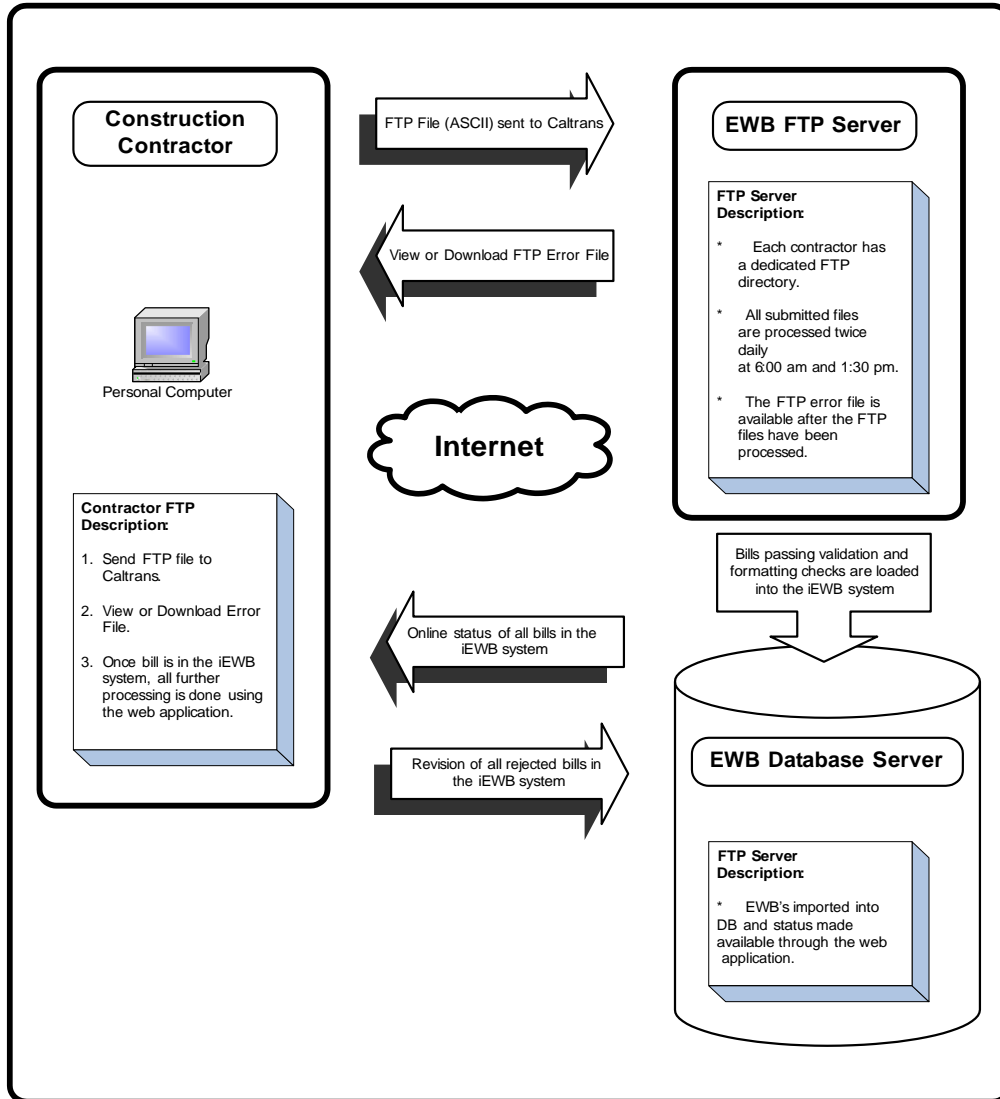 Construction
Contractor
FTP File (ASCII) sent to Caltrans
EWB FTP Server
View or Download FTP Error File
FTP Server
Description:
* Each contractor has
a dedicated FTP
directory.
* All submitted files
are processed twice
daily
at 6:00 am and 1:30 pm.
* The FTP error file is
available after the FTP
files have been
processed.
Personal Computer
Internet
Contractor FTP
Description:
1. Send FTP file to
Caltrans.
2. View or Download Error
File.
3. Once bill is in the iEWB
system, all further
processing is done using
the web application.
Bills passing validation and
formatting checks are loaded
into the iEWB system
Online status of all bills in the
iEWB system
Revision of all rejected bills in
the iEWB system
EWB Database Server
FTP Server
Description:
* EWB's imported into
DB and status made
available through the web
application.